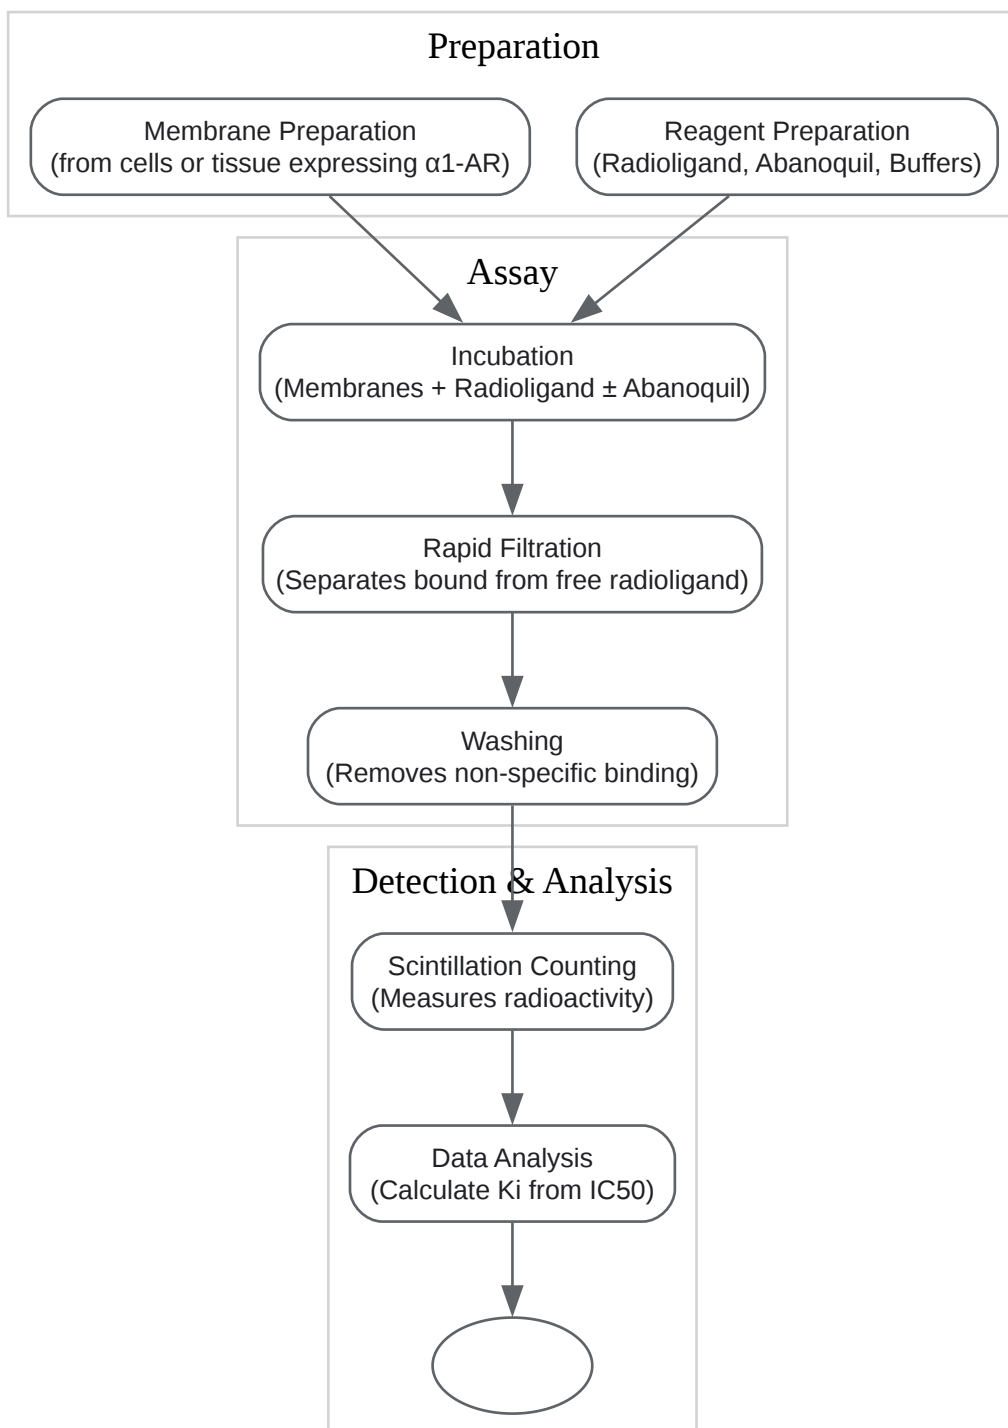 Preparation
Membrane Preparation
(from cells or tissue expressing α1-AR)
Reagent Preparation
(Radioligand, Abanoquil, Buffers)
Assay
Incubation
(Membranes + Radioligand ± Abanoquil)
Rapid Filtration
(Separates bound from free radioligand)
Washing
(Removes non-specific binding)
Detection & Analysis
Scintillation Counting
(Measures radioactivity)
Data Analysis
(Calculate Ki from IC50)